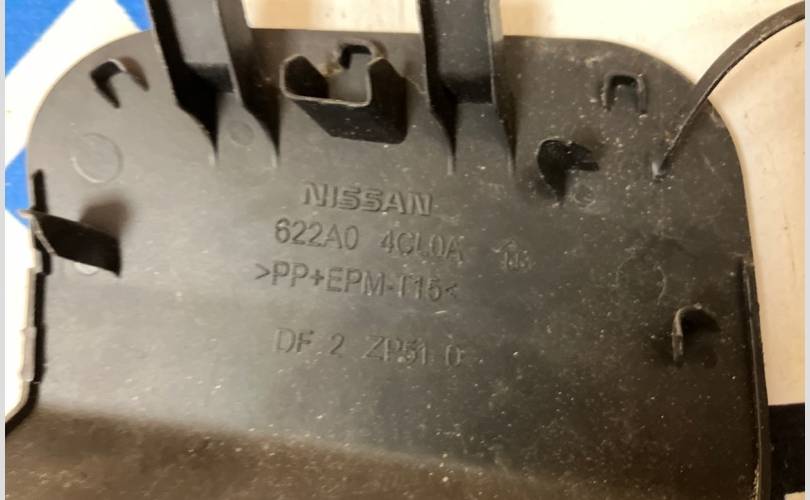 NISSAN
622A0 4CL0A
>PP+EPM-T15<
DF 2 ZP51 0